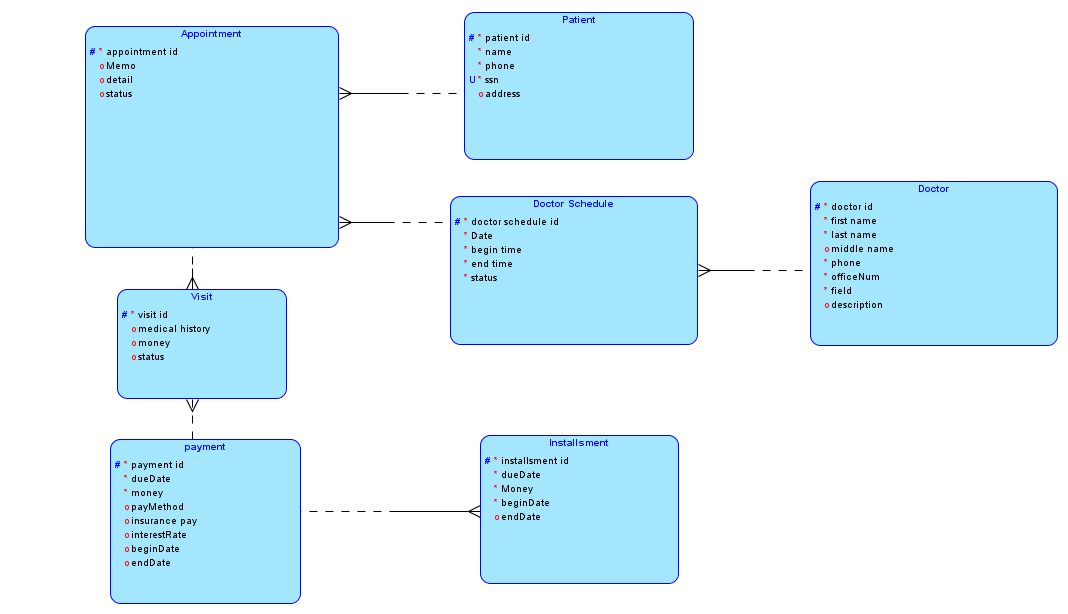 Appointment
# * appointment id
o Memo
o detail
o status
Patient
# * patient id
* name
* phone
U * ssn
o address
Doctor Schedule
# * doctor schedule id
* Date
* begin time
* end time
* status
Doctor
# * doctor id
* first name
* last name
o middle name
* phone
* officeNum
* field
o description
Visit
# * visit id
o medical history
o money
o status
payment
# * payment id
* dueDate
* money
o payMethod
o insurance pay
o interestRate
o beginDate
o endDate
Installsment
# * installsment id
* dueDate
* Money
* beginDate
o endDate